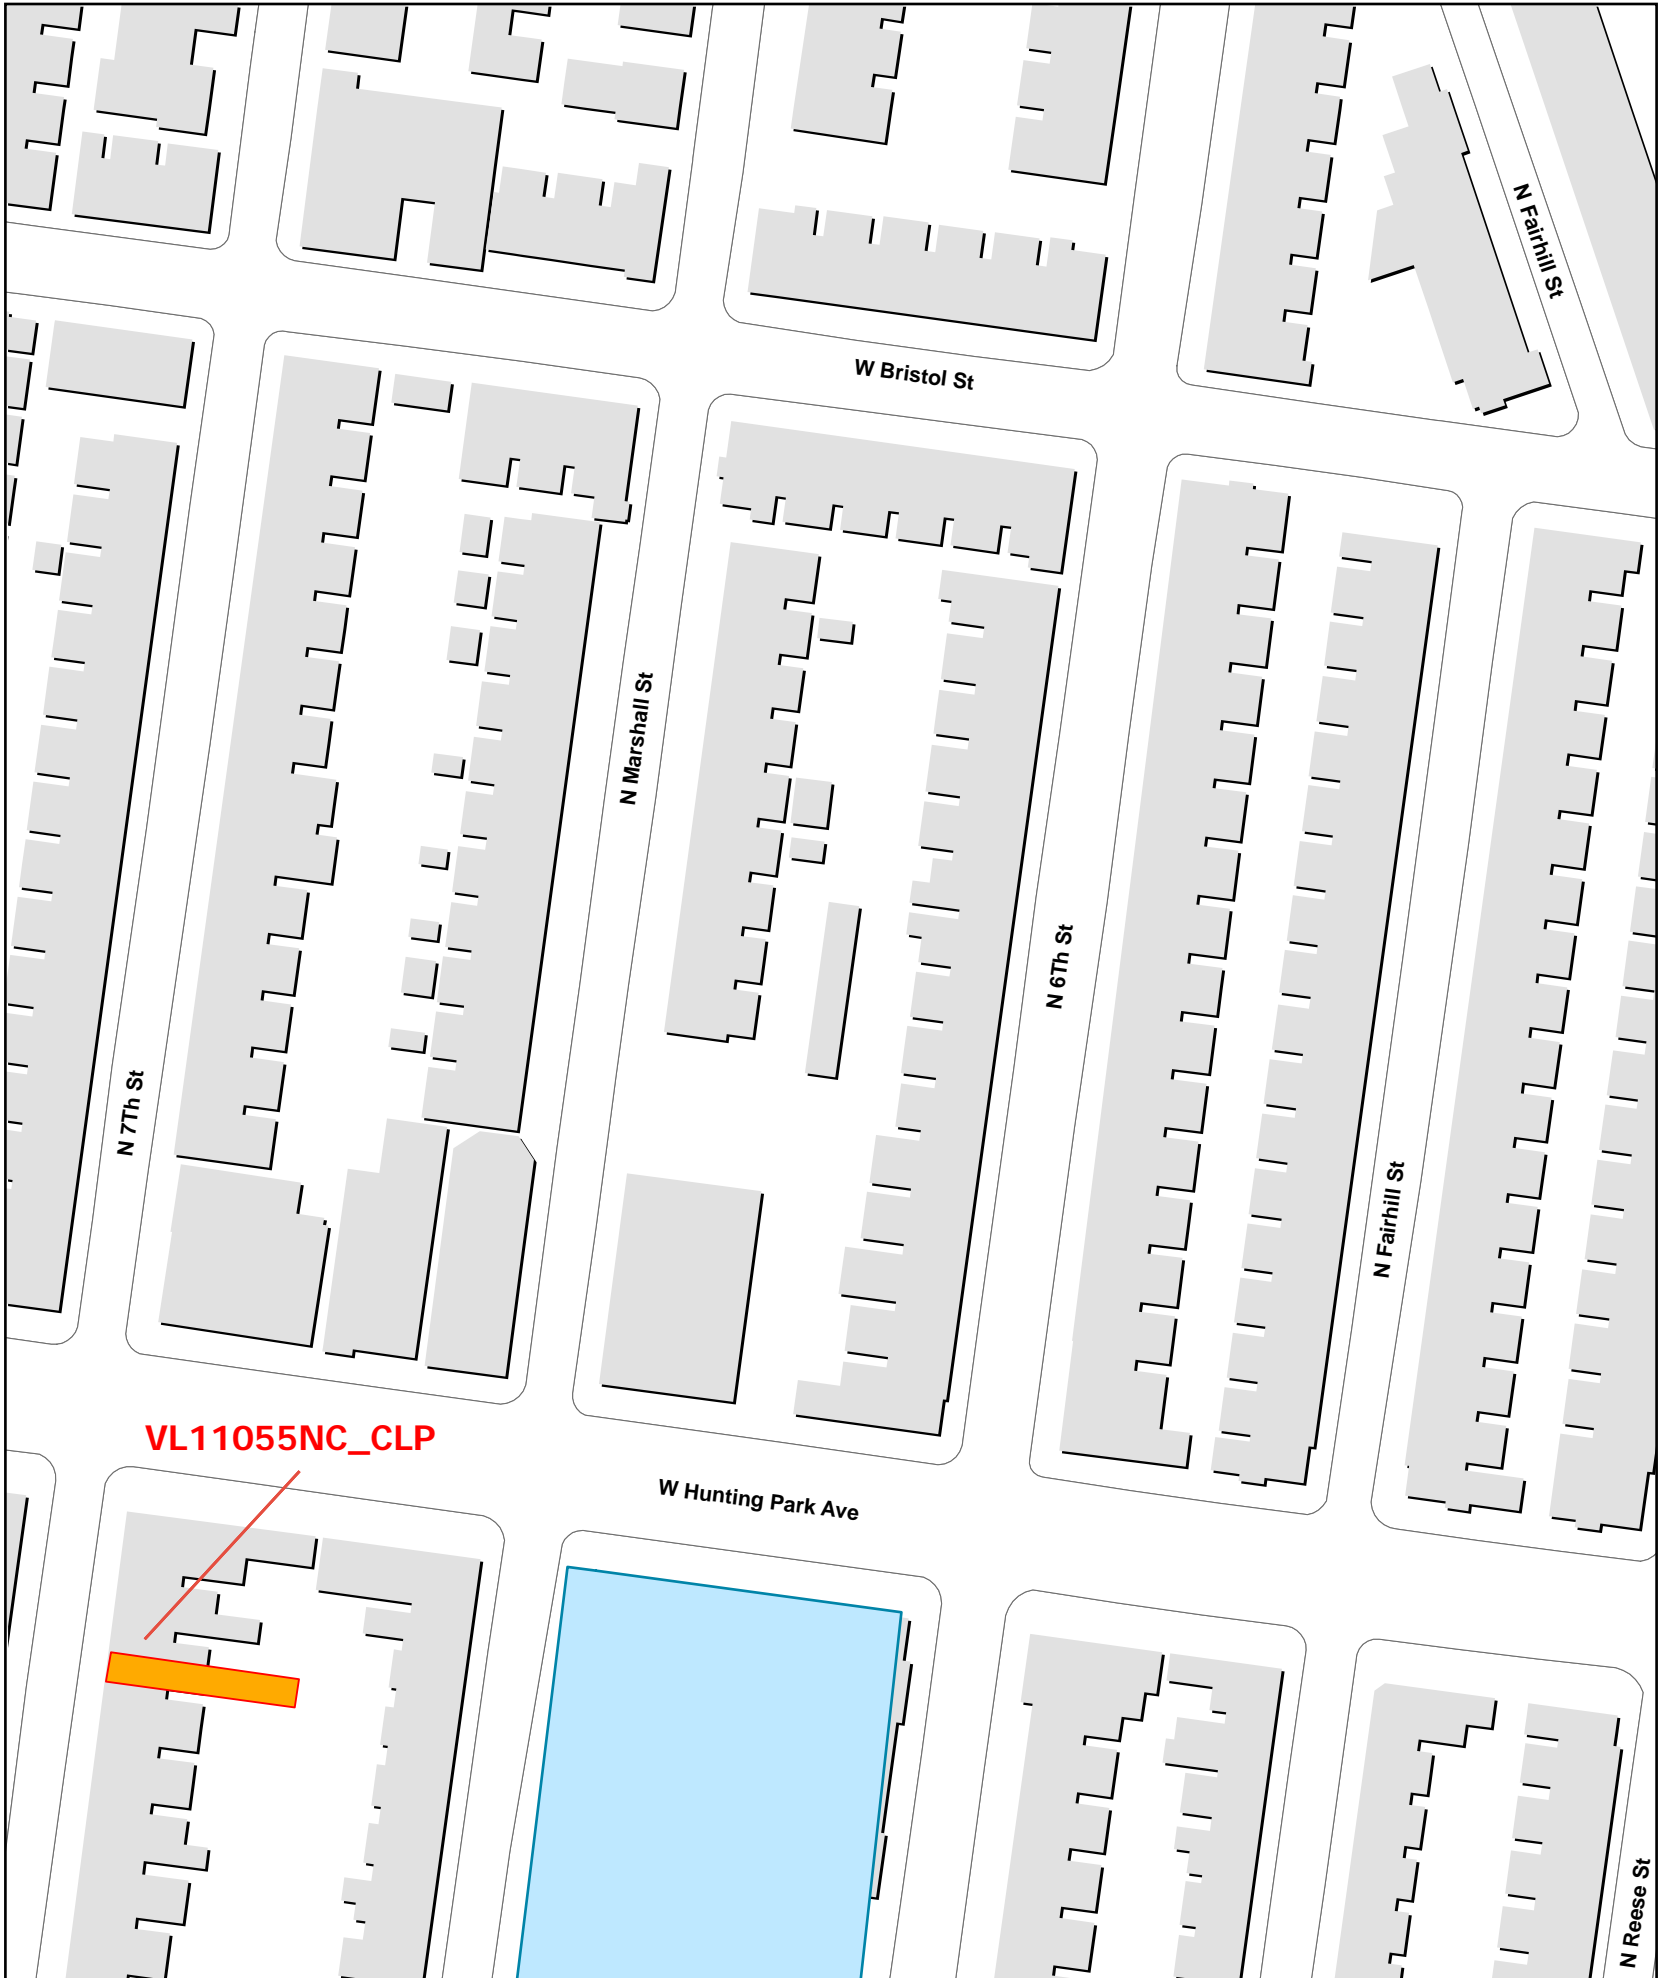 N Fairhill St
W Bristol St
N Marshall St
N 6Th St
N 7Th St
N Fairhill St
VL11055NC_CLP
W Hunting Park Ave
N Reese St